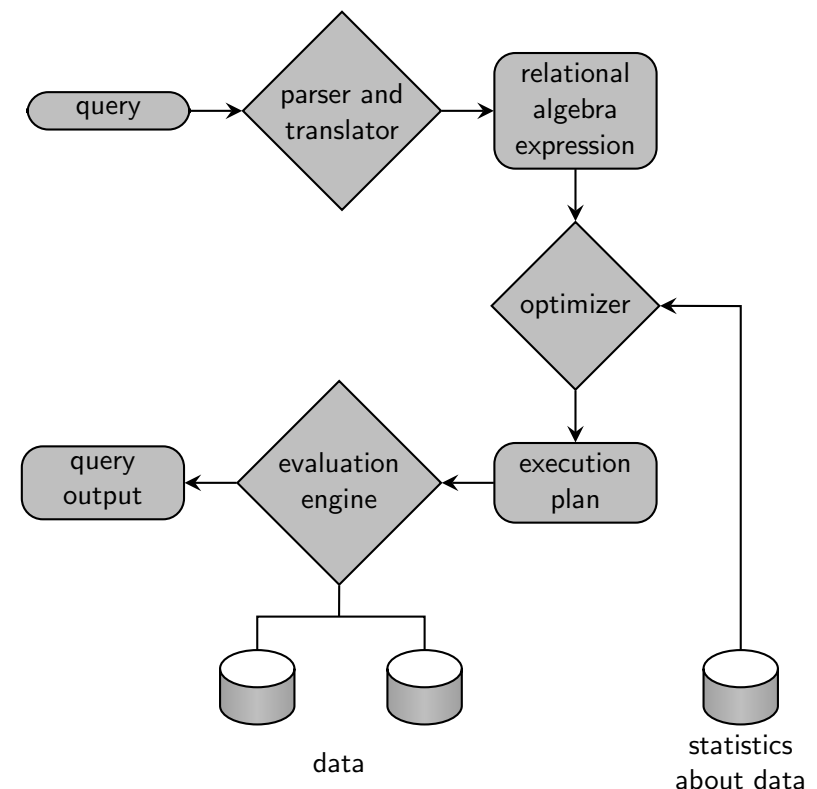 query
parser and
translator
relational
algebra
expression
optimizer
query
output
evaluation
engine
execution
plan
data
statistics
about data